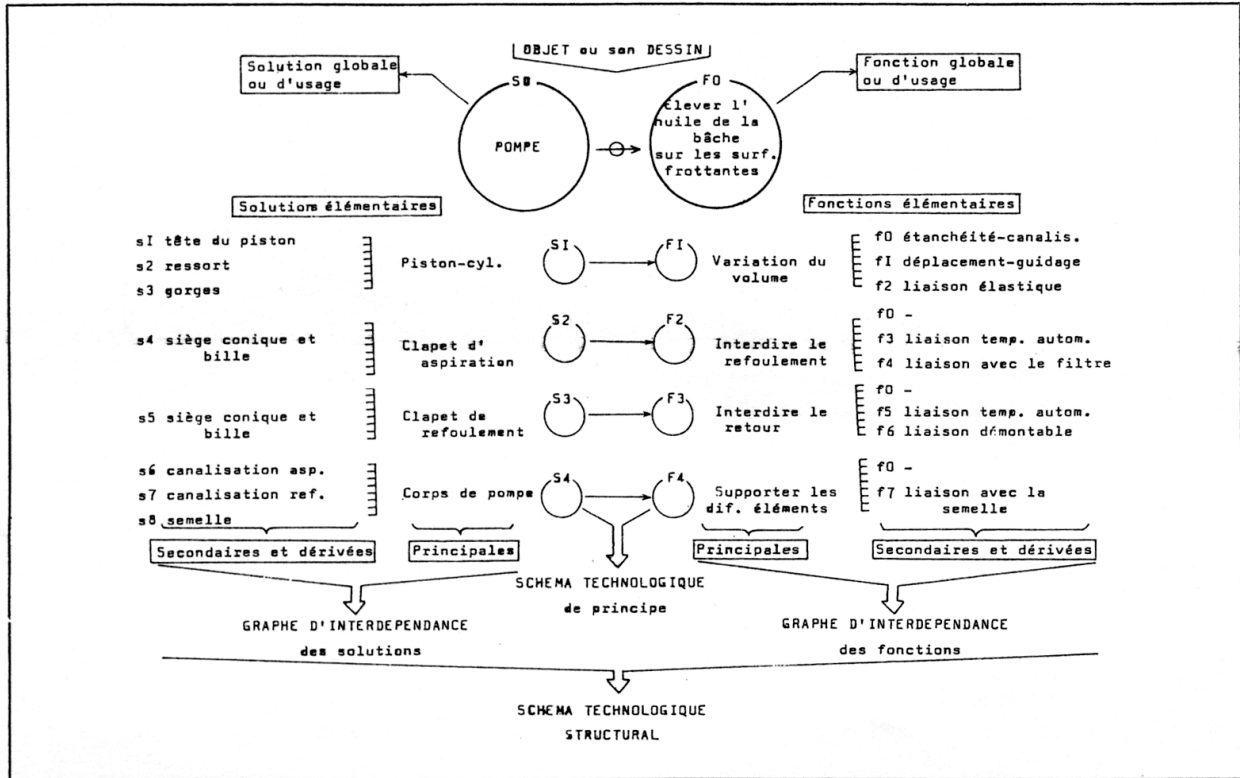 OBJET ou son DESSIN
Solution globale
ou d'usage
Fonction globale
ou d'usage
S0
F0
POMPE
Élever l'
huile de la
bâche
sur les surf.
frottantes
Solutions élémentaires
Fonctions élémentaires
sI tête du piston
s2 ressort
s3 gorges
Piston-cyl.
SI
FI
Variation du
volume
f0 étanchéité-canalis.
fI déplacement-guidage
f2 liaison élastique
s4 siège conique et
bille
Clapet d'
aspiration
S2
F2
Interdire le
refoulement
f0 -
f3 liaison temp. autom.
f4 liaison avec le filtre
s5 siège conique et
bille
Clapet de
refoulement
S3
F3
Interdire le
retour
f0 -
f5 liaison temp. autom.
f6 liaison démontable
s6 canalisation asp.
s7 canalisation ref.
s8 semelle
Corps de pompe
S4
F4
Supporter les
dif. éléments
f0 -
f7 liaison avec la
semelle
Secondaires et dérivées
Principales
Principales
Secondaires et dérivées
SCHEMA TECHNOLOGIQUE
de principe
GRAPHE D'INTERDEPENDANCE
des solutions
GRAPHE D'INTERDEPENDANCE
des fonctions
SCHEMA TECHNOLOGIQUE
STRUCTURAL